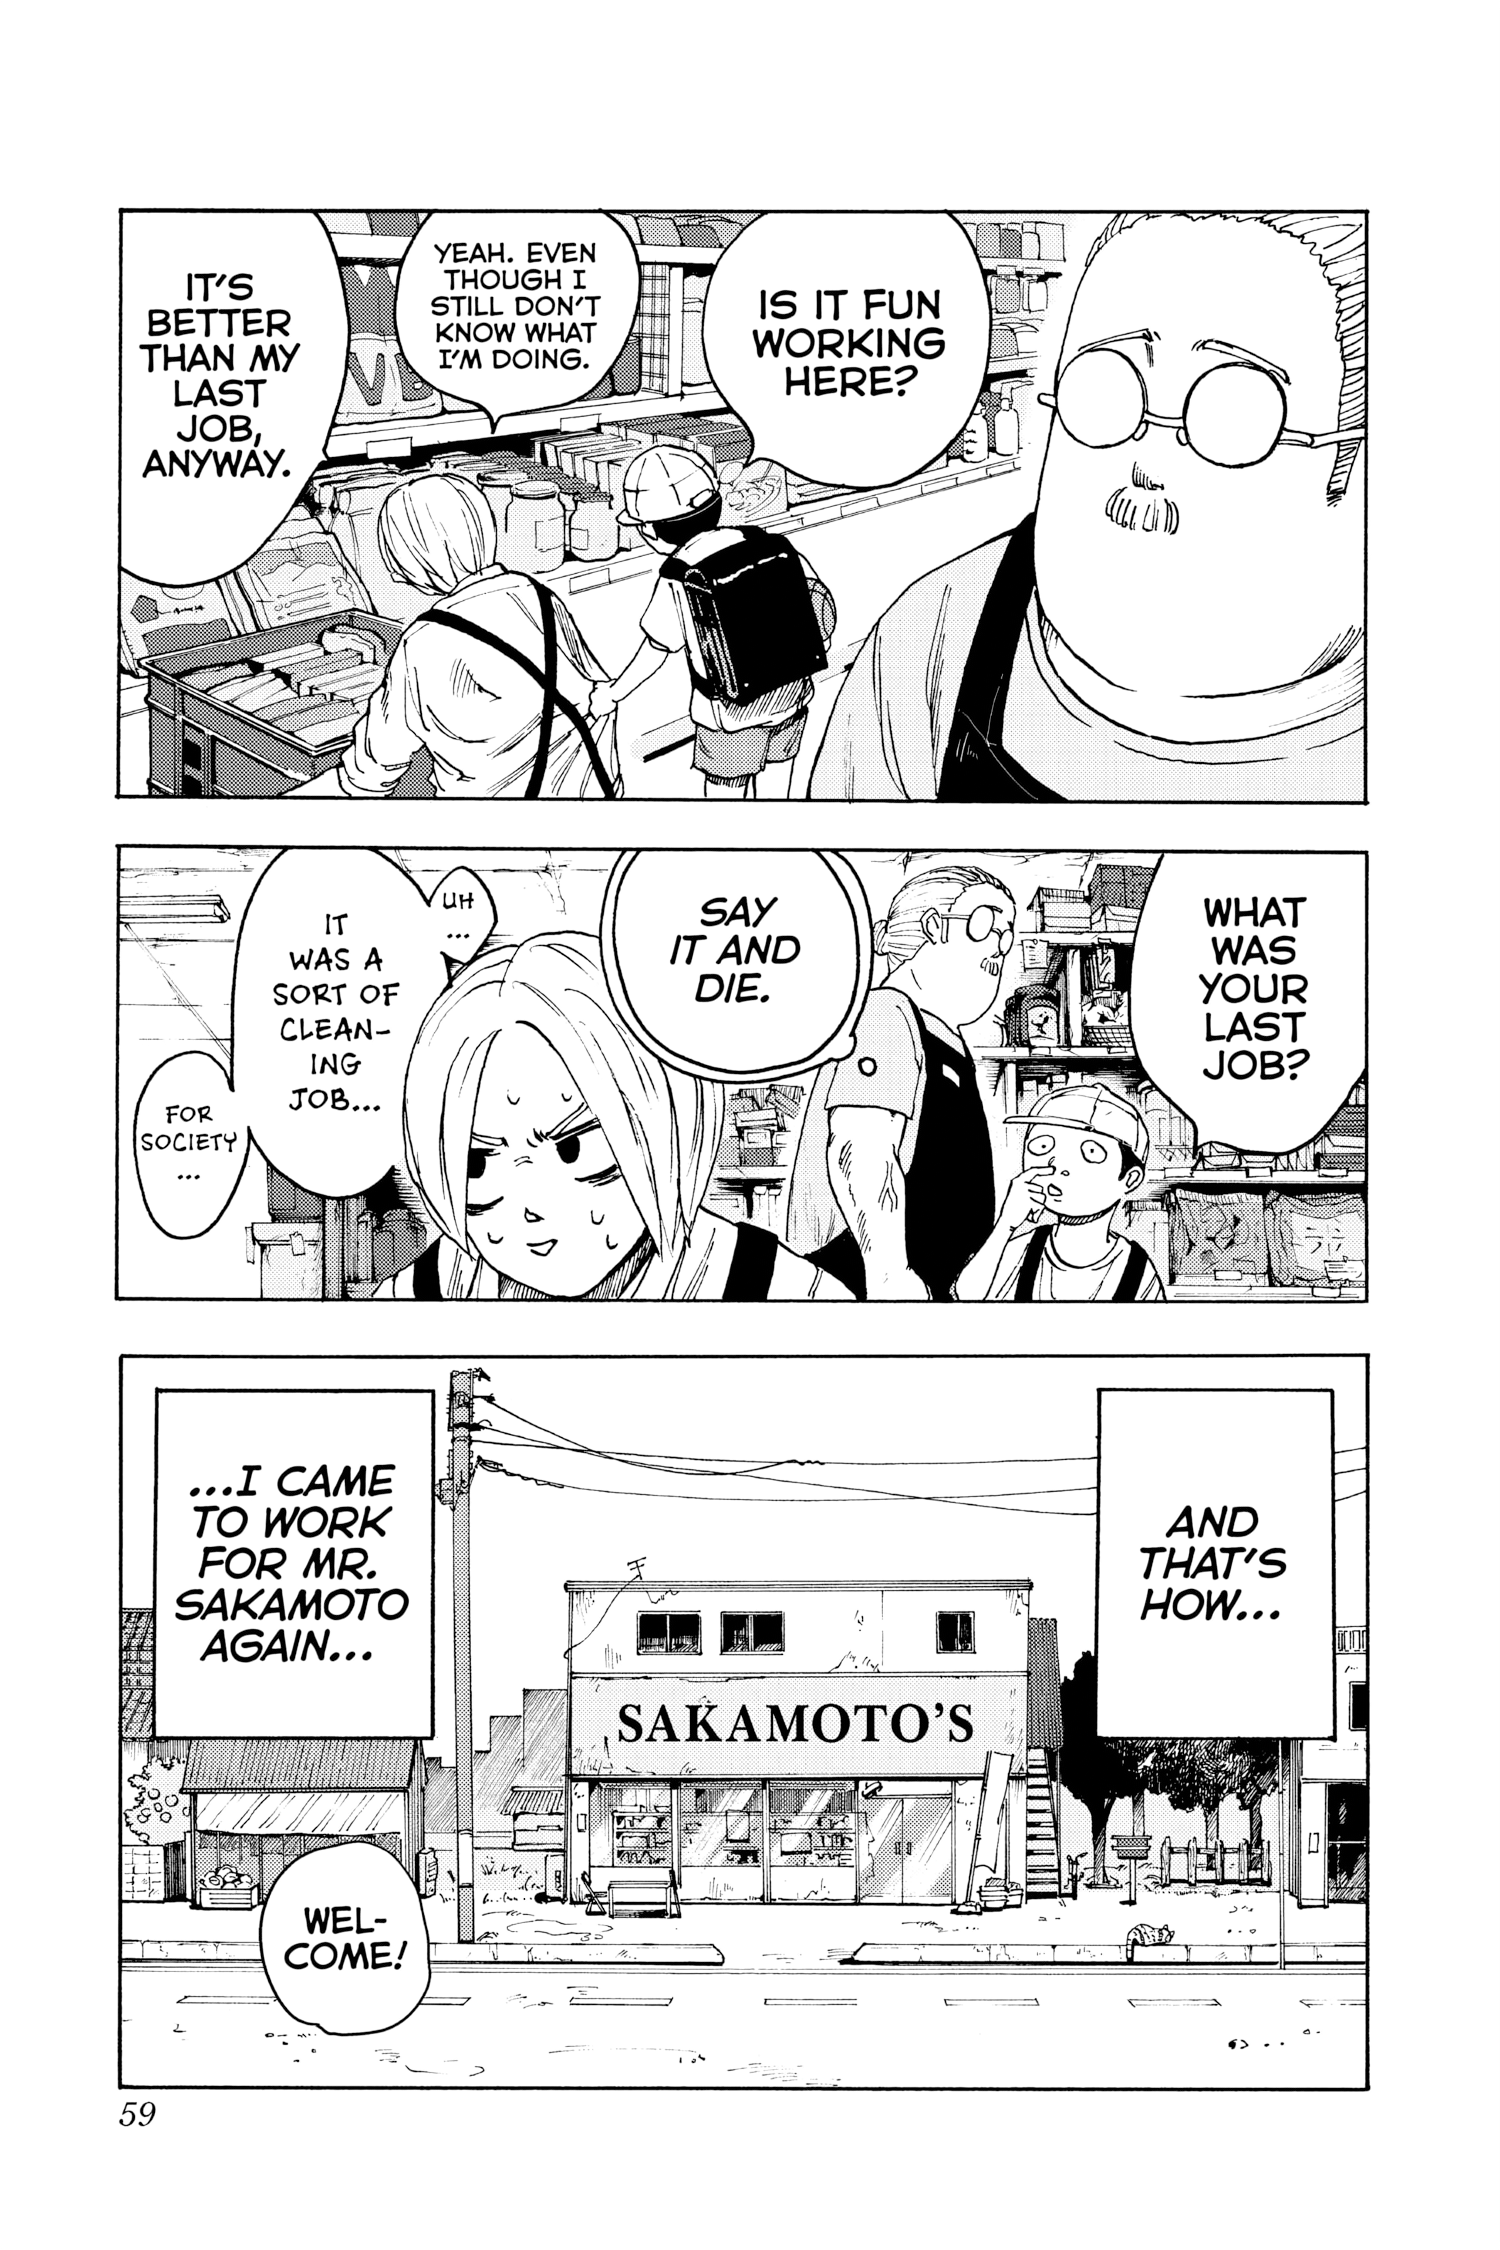 IS IT FUN
WORKING
HERE?
YEAH. EVEN
THOUGH I
STILL DON'T
KNOW WHAT
I'M DOING.
IT'S
BETTER
THAN MY
LAST
JOB,
ANYWAY.
WHAT
WAS
YOUR
LAST
JOB?
SAY
IT AND
DIE.
UH
...
IT
WAS A
SORT OF
CLEAN-
ING
JOB...
FOR
SOCIETY
...
AND
THAT'S
HOW...
...I CAME
TO WORK
FOR MR.
SAKAMOTO
AGAIN...
SAKAMOTO'S
WEL-
COME!
59